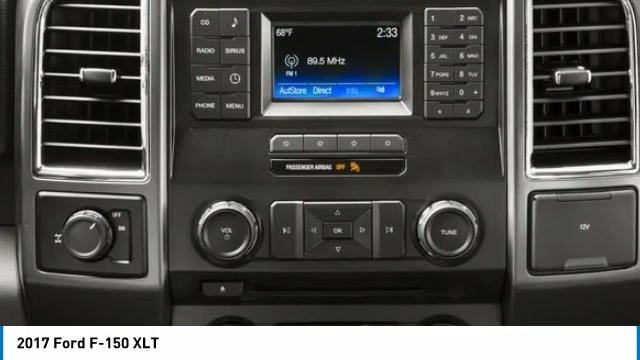 CD
68°F 2:33
1 2 ABC
3 DEF 4 GHI
RADIO SIRIUS
89.5 MHz
5 JKL 6 MNO
FM 1
MEDIA
7 PQRS 8 TUV
AutoStore Direct Info
9 WXYZ 0 +
PHONE MENU
* #
PASSENGER AIRBAG OFF
OFF
ON
VOL
OK
TUNE
12V
2017 Ford F-150 XLT